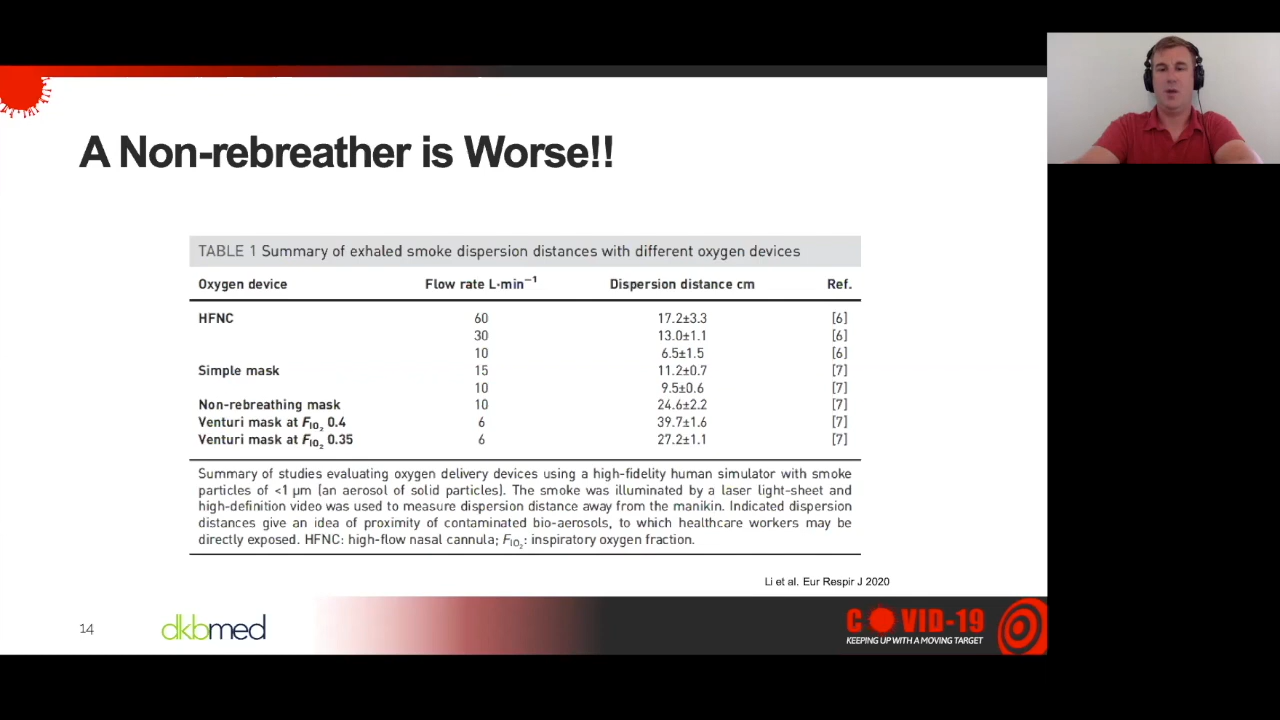 A Non-rebreather is Worse!!
TABLE 1 Summary of exhaled smoke dispersion distances with different oxygen devices
Oxygen device Flow rate L·min⁻¹ Dispersion distance cm Ref.
HFNC 60 17.2±3.3 [6]
30 13.0±1.1 [6]
10 6.5±1.5 [6]
Simple mask 15 11.2±0.7 [7]
10 9.5±0.6 [7]
Non-rebreathing mask 10 24.6±2.2 [7]
Venturi mask at FIO₂ 0.4 6 39.7±1.6 [7]
Venturi mask at FIO₂ 0.35 6 27.2±1.1 [7]
Summary of studies evaluating oxygen delivery devices using a high-fidelity human simulator with smoke
particles of <1 μm (an aerosol of solid particles). The smoke was illuminated by a laser light-sheet and
high-definition video was used to measure dispersion distance away from the manikin. Indicated dispersion
distances give an idea of proximity of contaminated bio-aerosols, to which healthcare workers may be
directly exposed. HFNC: high-flow nasal cannula; FIO₂: inspiratory oxygen fraction.
Li et al. Eur Respir J 2020
14
dkbmed
COVID-19
KEEPING UP WITH A MOVING TARGET